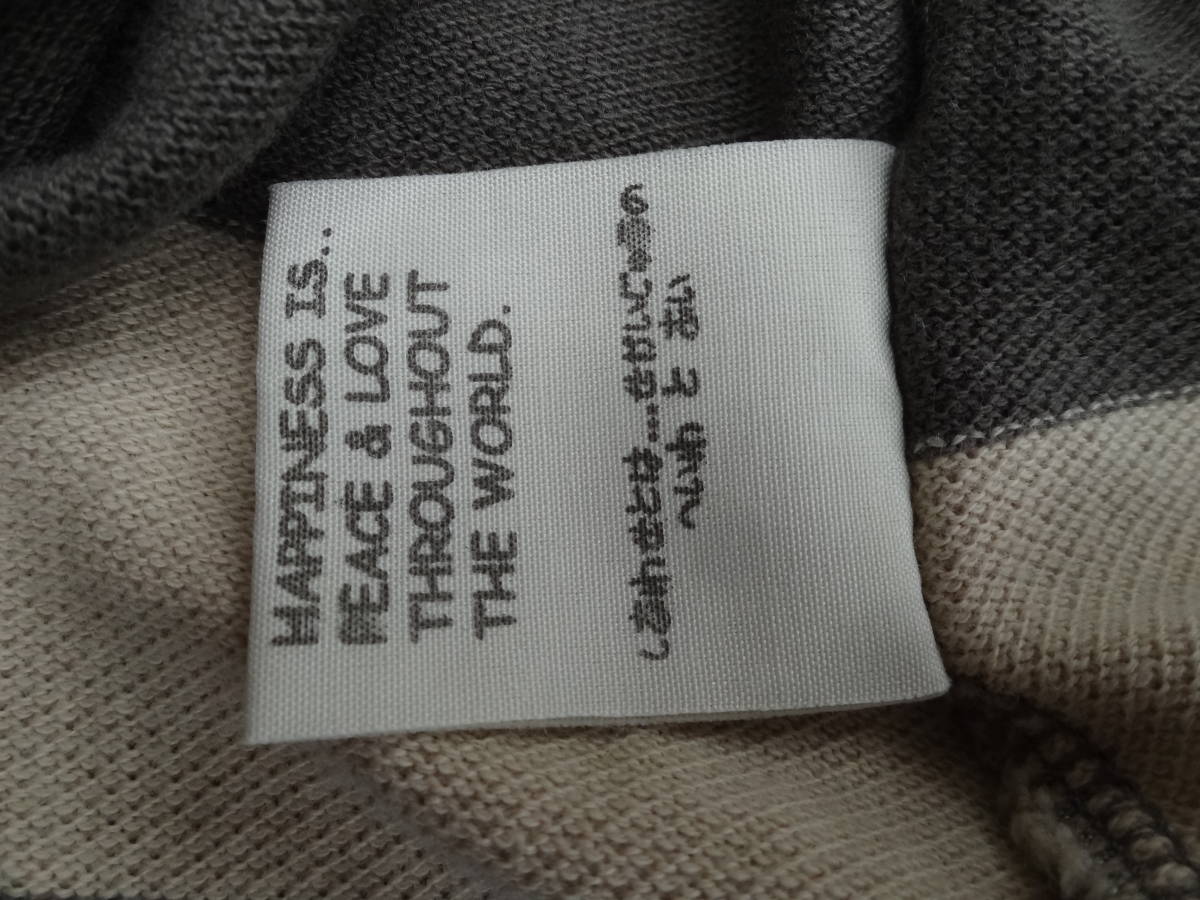 HAPPINESS IS...
PEACE & LOVE
THROUGHOUT
THE WORLD.
しあわせとは...せかいじゅうの
へいわ と あい